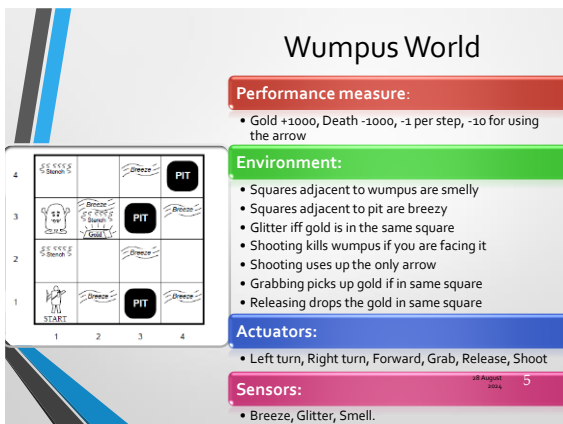 Wumpus World
Performance measure:
• Gold +1000, Death -1000, -1 per step, -10 for using
the arrow
Environment:
• Squares adjacent to wumpus are smelly
• Squares adjacent to pit are breezy
• Glitter iff gold is in the same square
• Shooting kills wumpus if you are facing it
• Shooting uses up the only arrow
• Grabbing picks up gold if in same square
• Releasing drops the gold in same square
Actuators:
• Left turn, Right turn, Forward, Grab, Release, Shoot
Sensors:
• Breeze, Glitter, Smell.
28 August
2024
5
4 Stench Breeze PIT
Breeze
3 Stench PIT Breeze
Gold
2 Stench Breeze
1 Breeze PIT Breeze
START
1 2 3 4